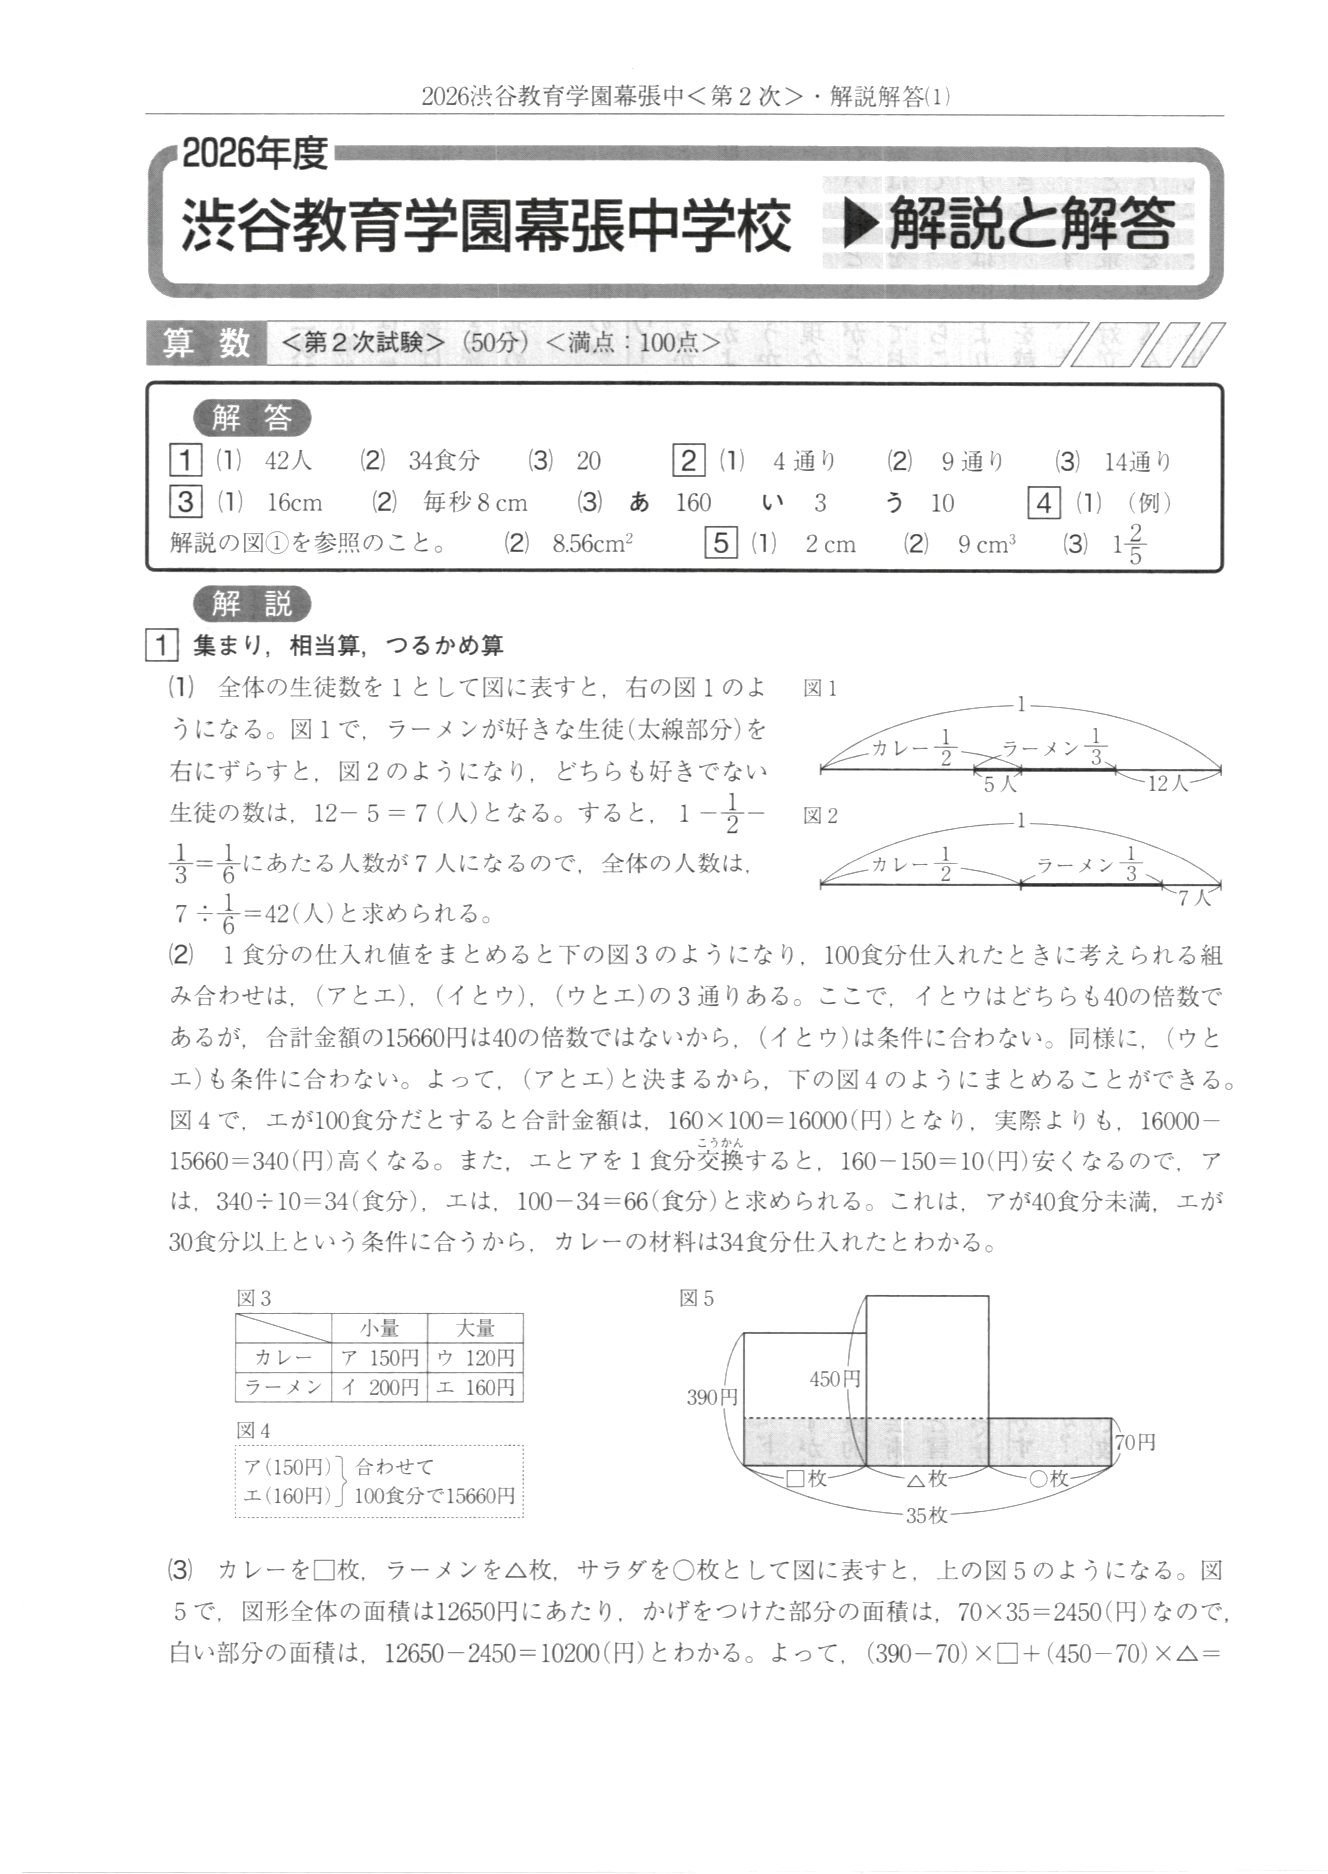 2026渋谷教育学園幕張中＜第２次＞・解説解答(1)
2026年度
渋谷教育学園幕張中学校 ▶解説と解答
算 数 ＜第２次試験＞（50分）＜満点：100点＞
解 答
1 (1) 42人 (2) 34食分 (3) 20 2 (1) 4通り (2) 9通り (3) 14通り
3 (1) 16cm (2) 毎秒8cm (3) あ 160 い 3 う 10 4 (1) （例）
解説の図①を参照のこと。 (2) 8.56cm² 5 (1) 2cm (2) 9cm³ (3) 1 2/5
解 説
1 集まり，相当算，つるかめ算
(1) 全体の生徒数を１として図に表すと，右の図１のよ
うになる。図１で，ラーメンが好きな生徒(太線部分)を
右にずらすと，図２のようになり，どちらも好きでない
生徒の数は，12－5＝7(人)となる。すると，1－1/2－
1/3＝1/6にあたる人数が７人になるので，全体の人数は，
7÷1/6＝42(人)と求められる。
図１
1
カレー1/2 ラーメン1/3
5人 12人
図２
1
カレー1/2 ラーメン1/3
7人
(2) １食分の仕入れ値をまとめると下の図３のようになり，100食分仕入れたときに考えられる組
み合わせは，(アとエ)，(イとウ)，(ウとエ)の３通りある。ここで，イとウはどちらも40の倍数で
あるが，合計金額の15660円は40の倍数ではないから，(イとウ)は条件に合わない。同様に，(ウと
エ)も条件に合わない。よって，(アとエ)と決まるから，下の図４のようにまとめることができる。
図４で，エが100食分だとすると合計金額は，160×100＝16000(円)となり，実際よりも，16000－
15660＝340(円)高くなる。また，エとアを１食分交換(こうかん)すると，160－150＝10(円)安くなるので，ア
は，340÷10＝34(食分)，エは，100－34＝66(食分)と求められる。これは，アが40食分未満，エが
30食分以上という条件に合うから，カレーの材料は34食分仕入れたとわかる。
図３
小量 大量
カレー ア 150円 ウ 120円
ラーメン イ 200円 エ 160円
図４
ア(150円) 合わせて
エ(160円) 100食分で15660円
図５
390円
450円
70円
□枚 △枚 ○枚
35枚
(3) カレーを□枚，ラーメンを△枚，サラダを○枚として図に表すと，上の図５のようになる。図
５で，図形全体の面積は12650円にあたり，かげをつけた部分の面積は，70×35＝2450(円)なので，
白い部分の面積は，12650－2450＝10200(円)とわかる。よって，(390－70)×□＋(450－70)×△＝